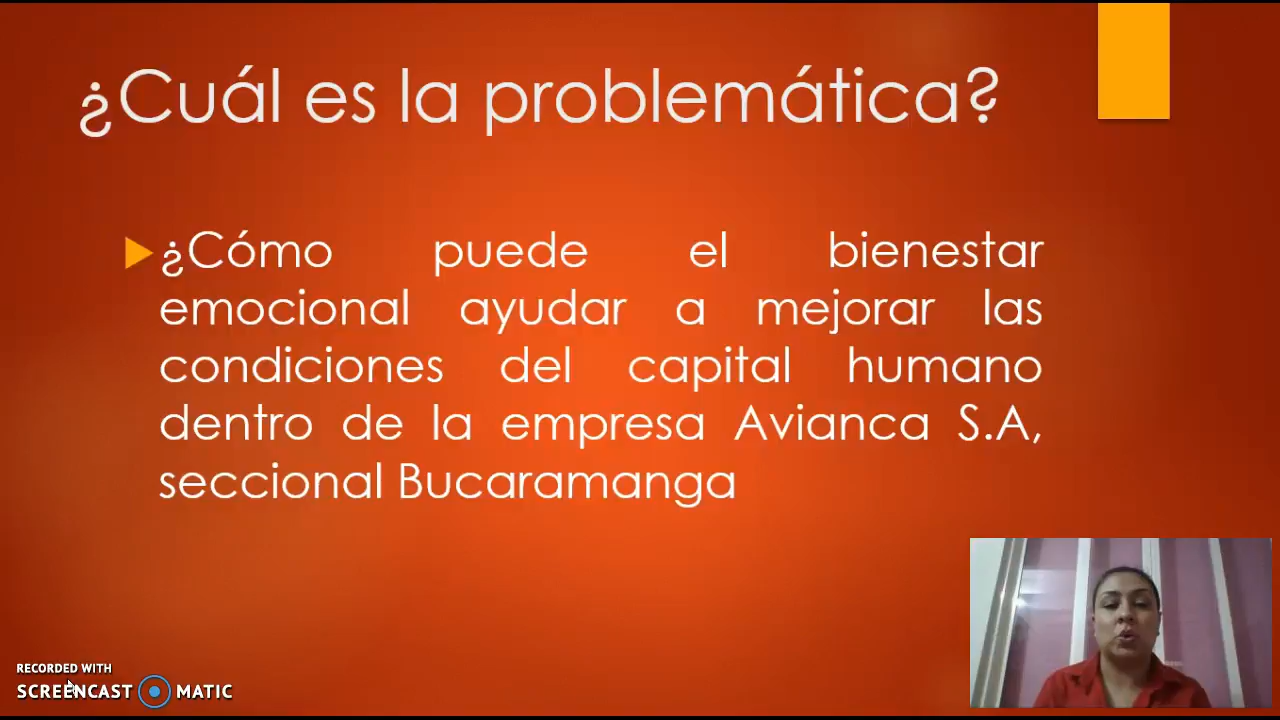 ¿Cuál es la problemática?
¿Cómo puede el bienestar
emocional ayudar a mejorar las
condiciones del capital humano
dentro de la empresa Avianca S.A,
seccional Bucaramanga
RECORDED WITH
SCREENCAST MATIC